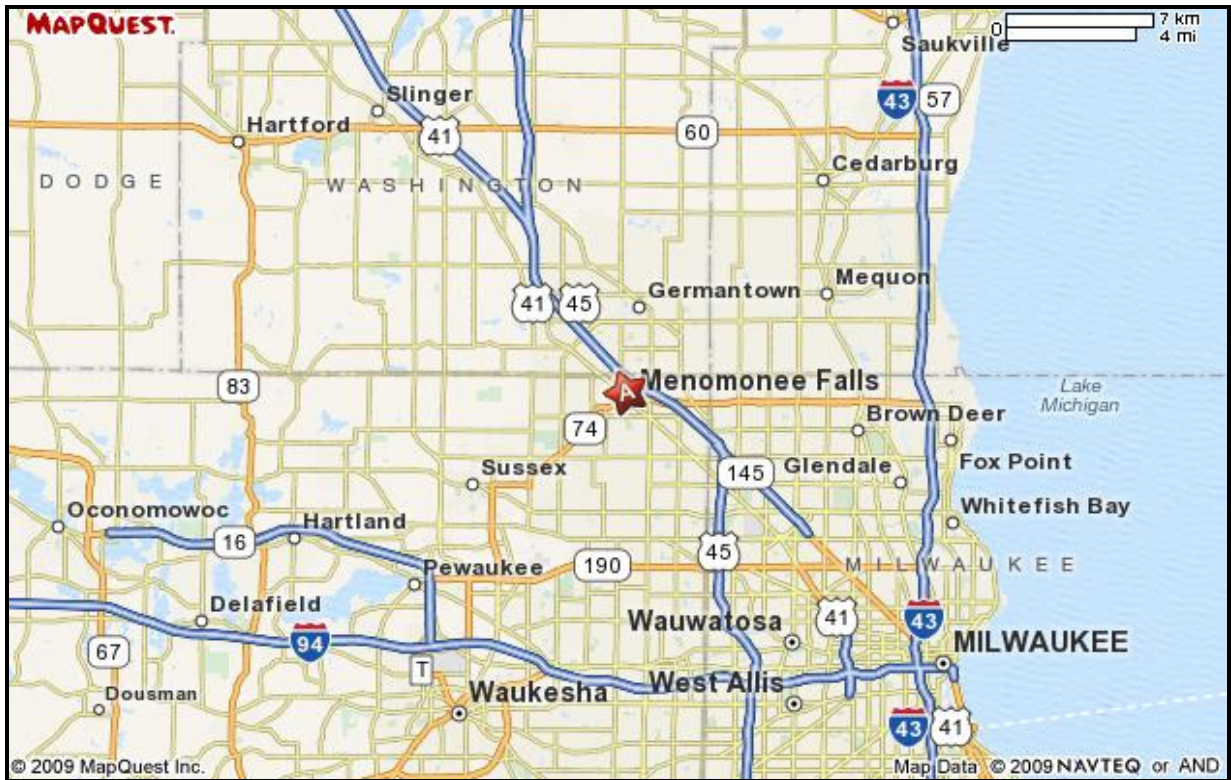 MAPQUEST.
0
7 km
4 mi
Saukville
Slinger
43
57
Hartford
41
60
Cedarburg
DODGE
WASHINGTON
Mequon
41
45
Germantown
83
A
Menomonee Falls
Lake
Michigan
74
Brown Deer
Sussex
145
Glendale
Fox Point
Oconomowoc
Hartland
Whitefish Bay
16
45
Pewaukee
190
MILWAUKEE
Delafield
Wauwatosa
41
43
67
94
T
MILWAUKEE
Dousman
Waukesha
West Allis
43
41
© 2009 MapQuest Inc.
Map Data © 2009 NAVTEQ or AND